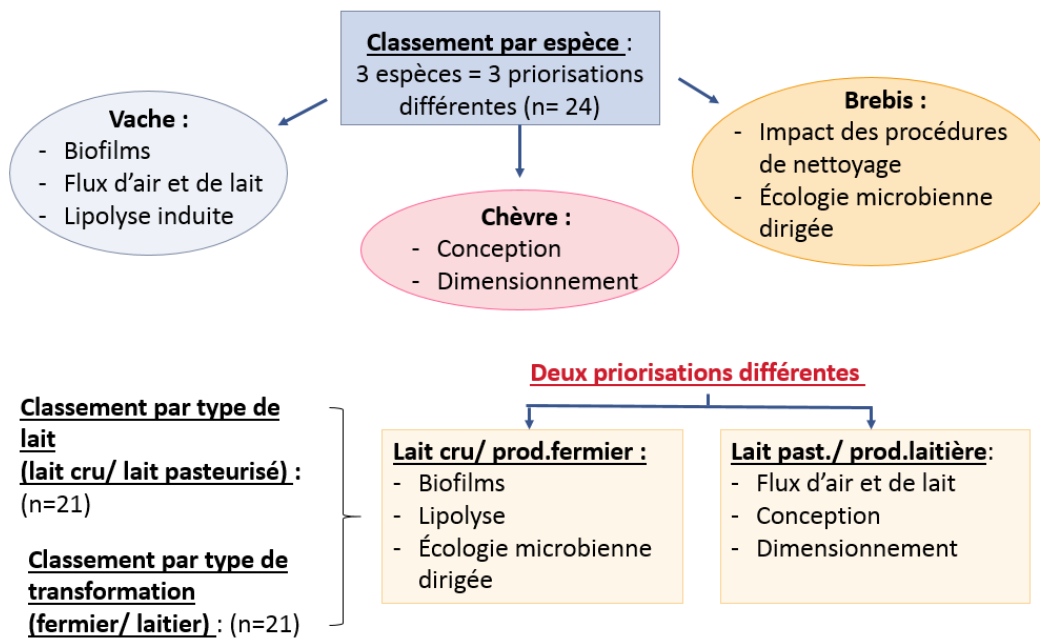 Classement par espèce :
3 espèces = 3 priorisations
différentes (n= 24)
Vache :
- Biofilms
- Flux d'air et de lait
- Lipolyse induite
Chèvre :
- Conception
- Dimensionnement
Brebis :
- Impact des procédures
de nettoyage
- Écologie microbienne
dirigée
Deux priorisations différentes
Classement par type de
lait
(lait cru/ lait pasteurisé) :
(n=21)
Classement par type de
transformation
(fermier/ laitier) : (n=21)
Lait cru/ prod.fermier :
- Biofilms
- Lipolyse
- Écologie microbienne
dirigée
Lait past./ prod.laitière:
- Flux d'air et de lait
- Conception
- Dimensionnement